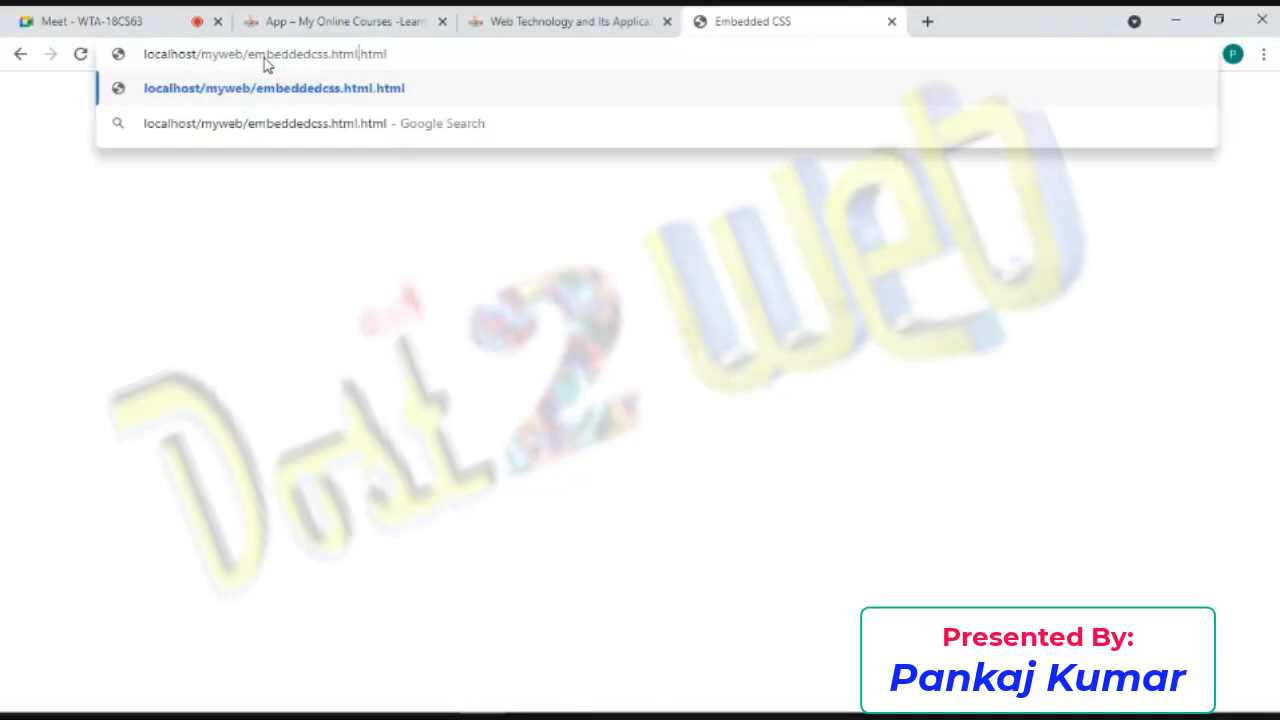 Meet - WTA-18CS63
App – My Online Courses -Learn
Web Technology and Its Applicat
Embedded CSS
localhost/myweb/embeddedcss.html.html
P
localhost/myweb/embeddedcss.html.html
localhost/myweb/embeddedcss.html.html - Google Search
Dost 2 Web
Presented By:
Pankaj Kumar